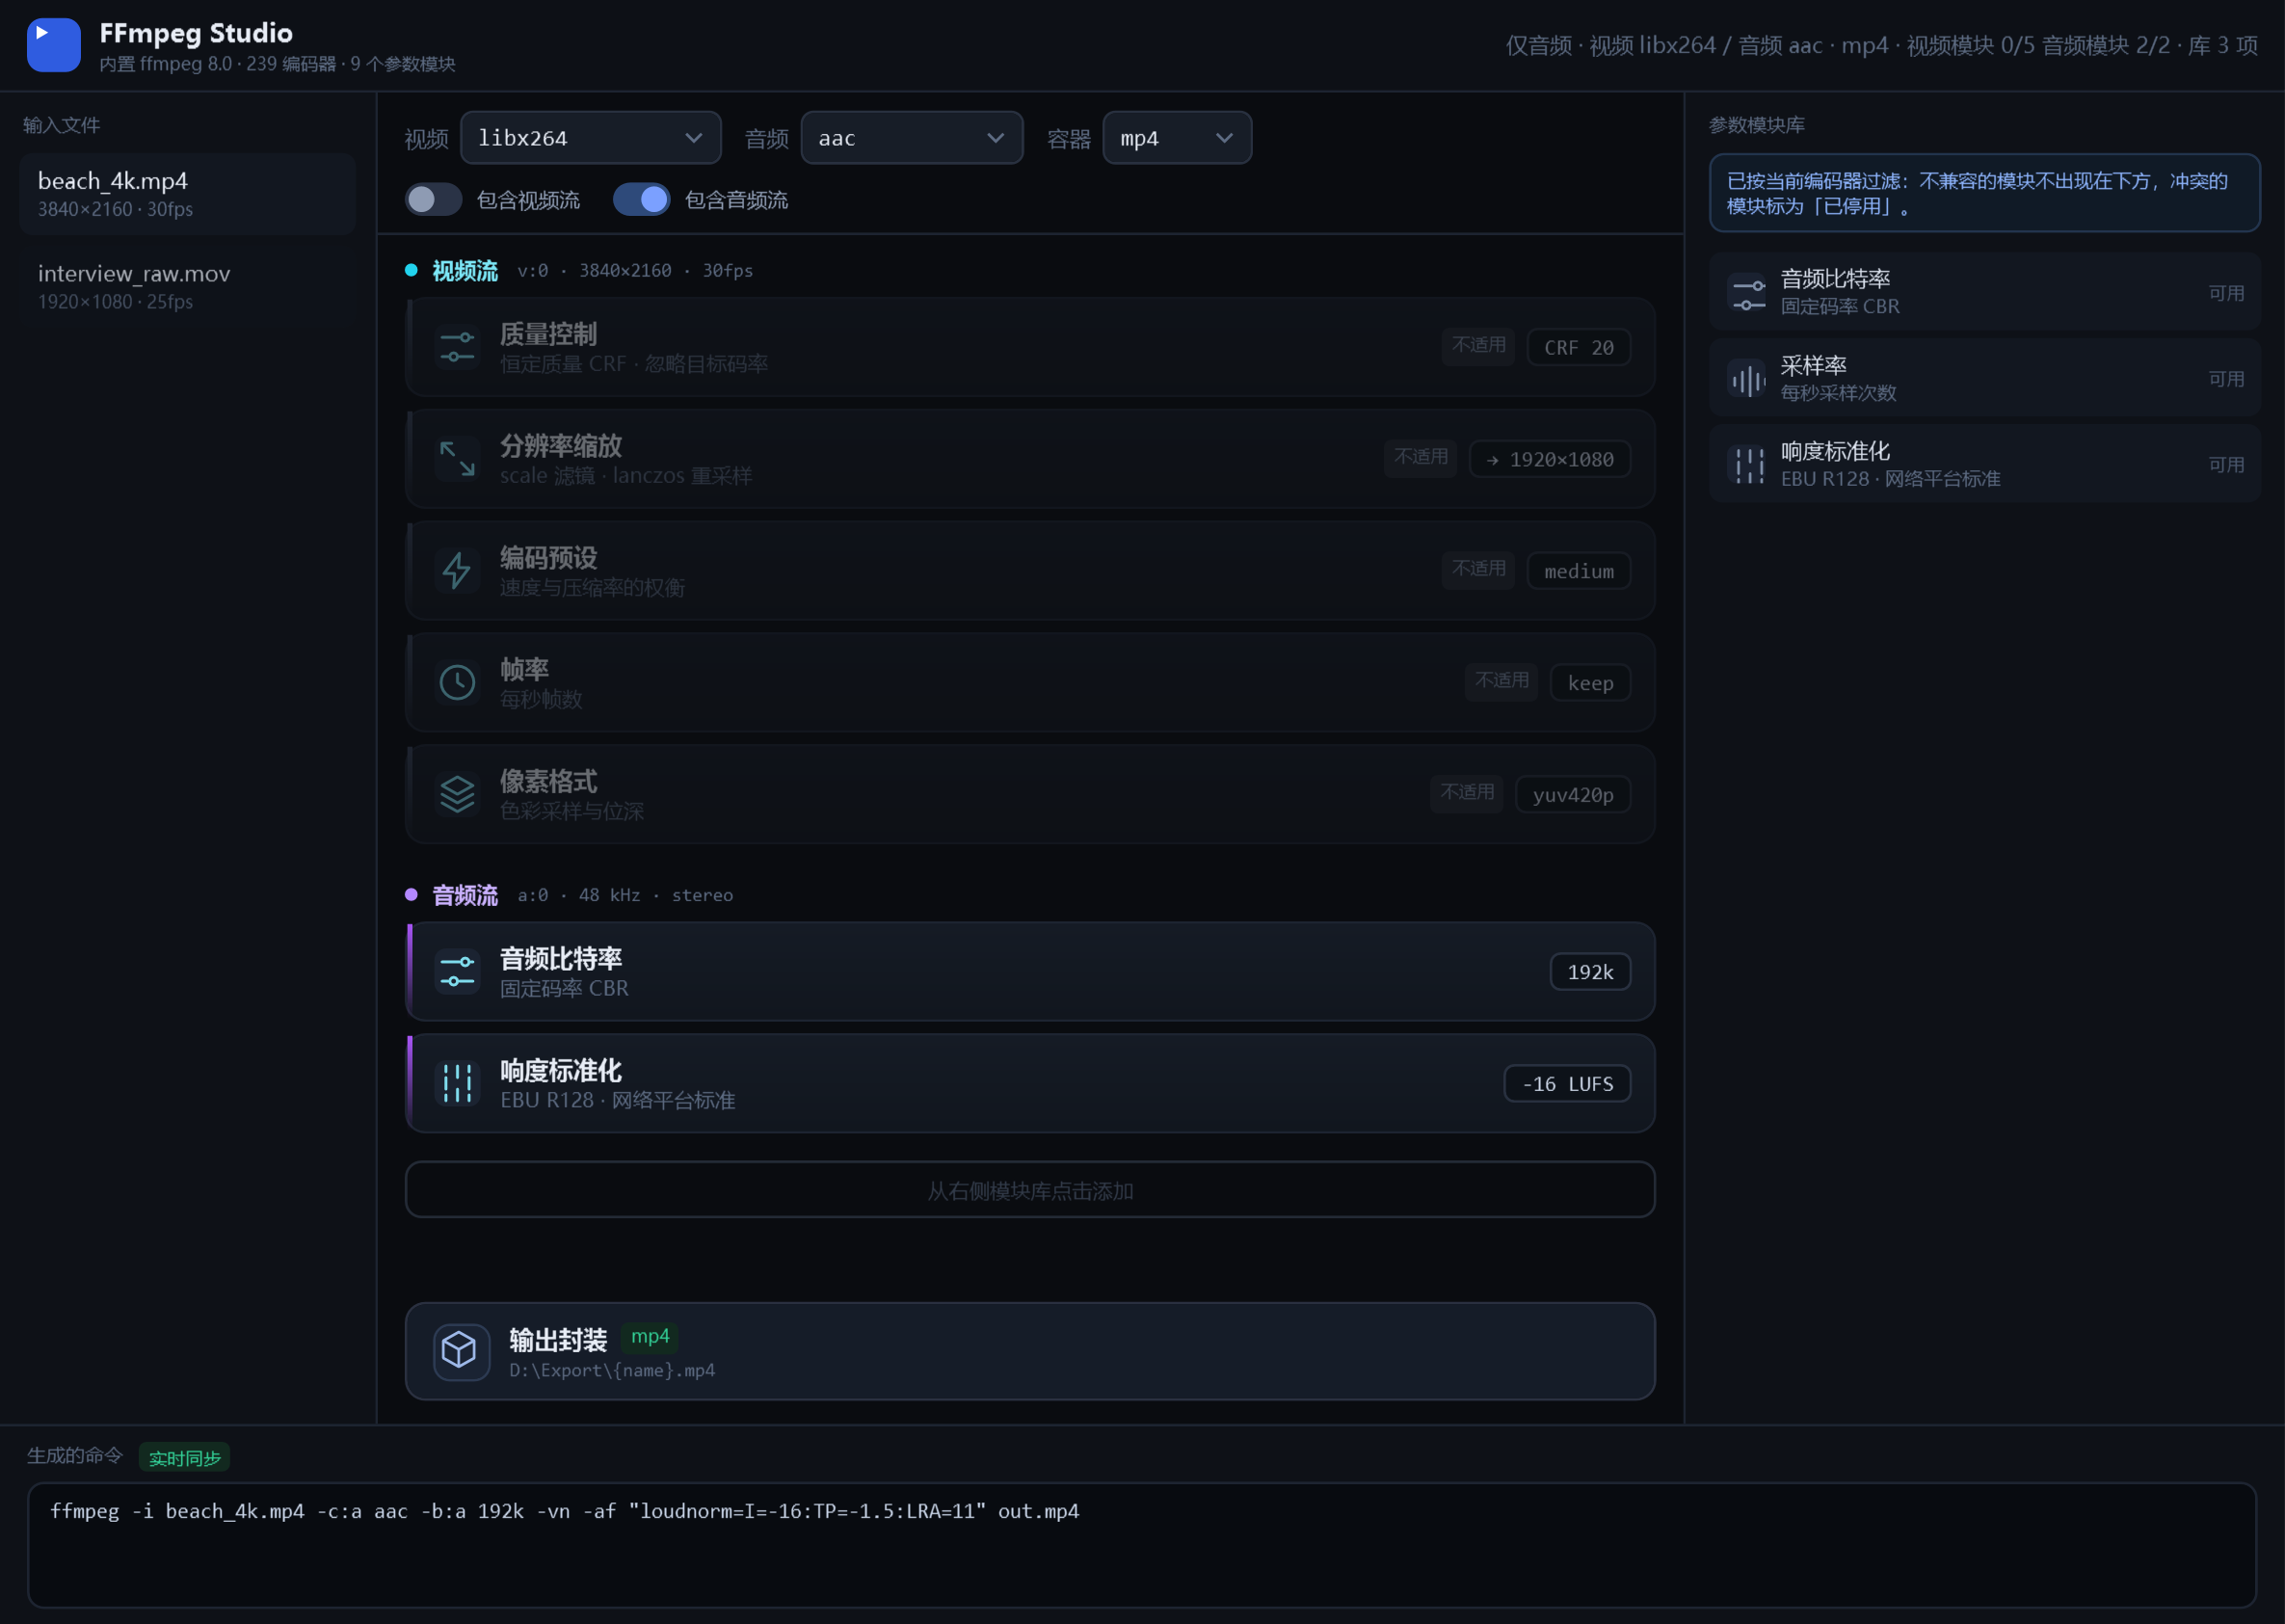 FFmpeg Studio
内置 ffmpeg 8.0 · 239 编码器 · 9 个参数模块
仅音频 · 视频 libx264 / 音频 aac · mp4 · 视频模块 0/5 音频模块 2/2 · 库 3 项
输入文件
beach_4k.mp4
3840×2160 · 30fps
interview_raw.mov
1920×1080 · 25fps
视频 libx264 音频 aac 容器 mp4
包含视频流 包含音频流
视频流 v:0 · 3840×2160 · 30fps
质量控制
恒定质量 CRF · 忽略目标码率
不适用 CRF 20
分辨率缩放
scale 滤镜 · lanczos 重采样
不适用 → 1920×1080
编码预设
速度与压缩率的权衡
不适用 medium
帧率
每秒帧数
不适用 keep
像素格式
色彩采样与位深
不适用 yuv420p
音频流 a:0 · 48 kHz · stereo
音频比特率
固定码率 CBR
192k
响度标准化
EBU R128 · 网络平台标准
-16 LUFS
从右侧模块库点击添加
输出封装 mp4
D:\Export\{name}.mp4
参数模块库
已按当前编码器过滤：不兼容的模块不出现在下方，冲突的
模块标为「已停用」。
音频比特率
固定码率 CBR
可用
采样率
每秒采样次数
可用
响度标准化
EBU R128 · 网络平台标准
可用
生成的命令 实时同步
ffmpeg -i beach_4k.mp4 -c:a aac -b:a 192k -vn -af "loudnorm=I=-16:TP=-1.5:LRA=11" out.mp4